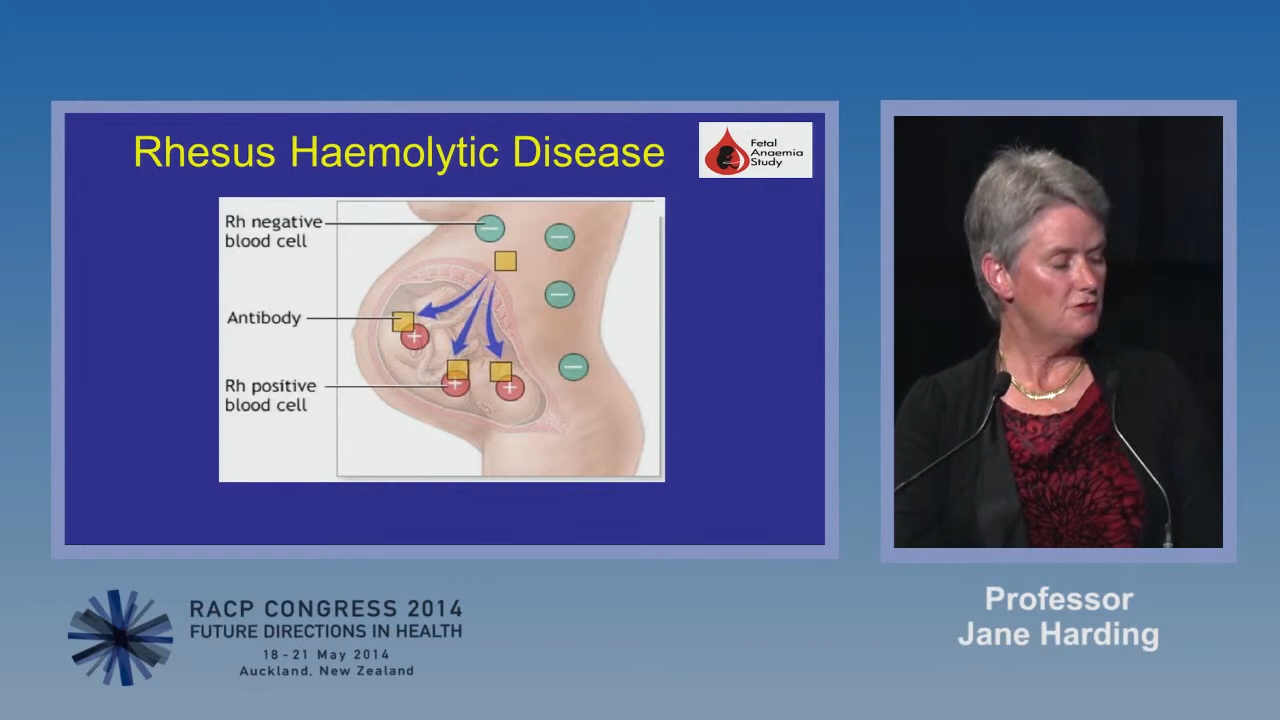 Rhesus Haemolytic Disease
Fetal
Anaemia
Study
Rh negative
blood cell
Antibody
Rh positive
blood cell
RACP CONGRESS 2014
FUTURE DIRECTIONS IN HEALTH
18 - 21 May 2014
Auckland, New Zealand
Professor
Jane Harding